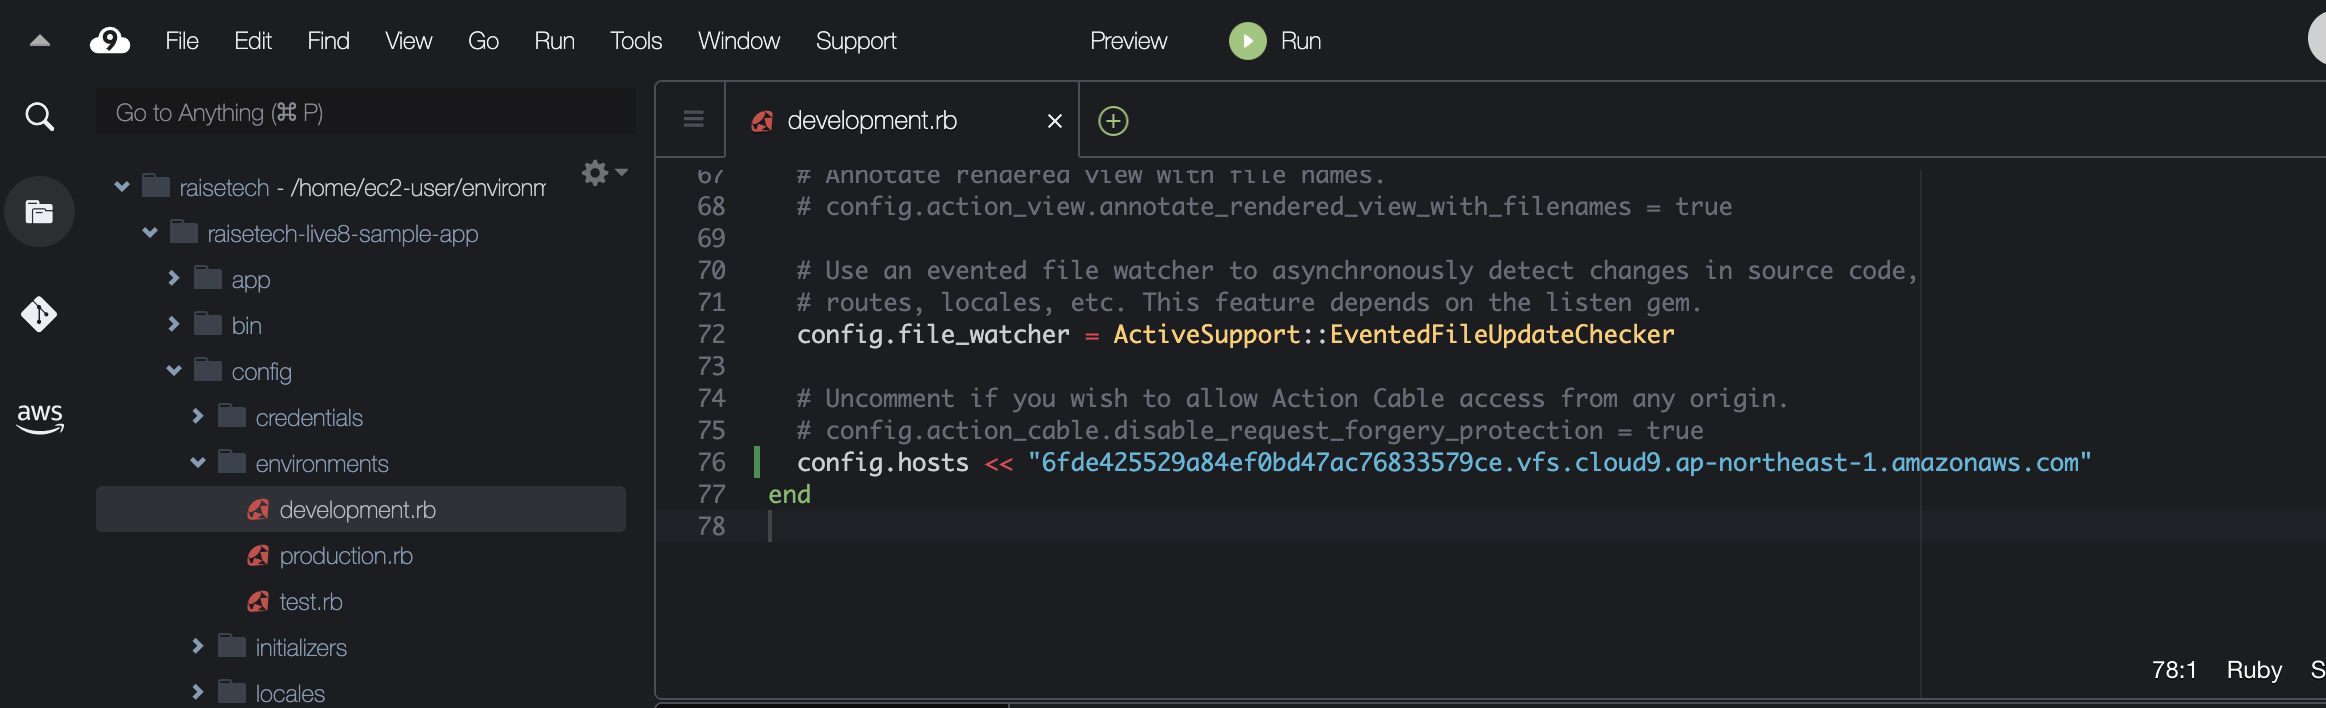 9 File Edit Find View Go Run Tools Window Support Preview Run
Go to Anything (⌘ P)
raisetech - /home/ec2-user/environm
raisetech-live8-sample-app
app
bin
config
credentials
environments
development.rb
production.rb
test.rb
initializers
locales
aws
development.rb
67 # Annotate rendered view with file names.
68 # config.action_view.annotate_rendered_view_with_filenames = true
69
70 # Use an evented file watcher to asynchronously detect changes in source code,
71 # routes, locales, etc. This feature depends on the listen gem.
72 config.file_watcher = ActiveSupport::EventedFileUpdateChecker
73
74 # Uncomment if you wish to allow Action Cable access from any origin.
75 # config.action_cable.disable_request_forgery_protection = true
76 config.hosts << "6fde425529a84ef0bd47ac76833579ce.vfs.cloud9.ap-northeast-1.amazonaws.com"
77 end
78
78:1 Ruby S